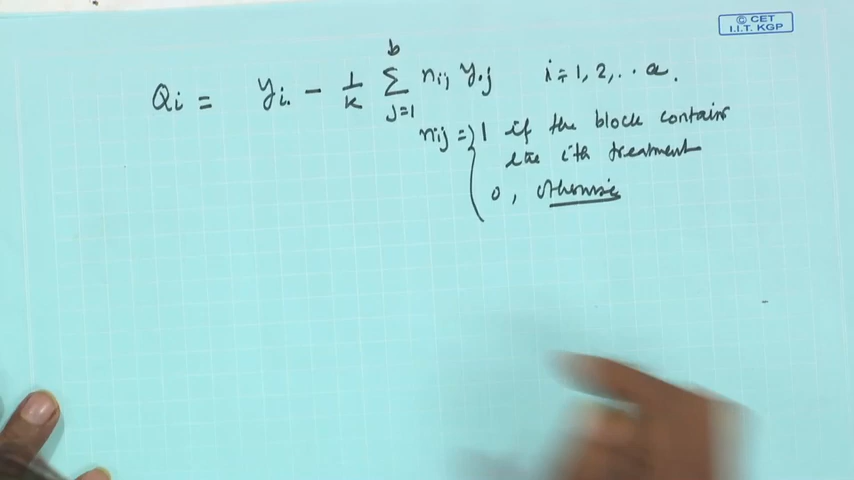 © CET
I.I.T. KGP
Qi = yi. - 1/k Σ_{j=1}^{b} nij y.j i = 1, 2, .. a.
nij = { 1 if the block contains
the ith treatment
0, otherwise